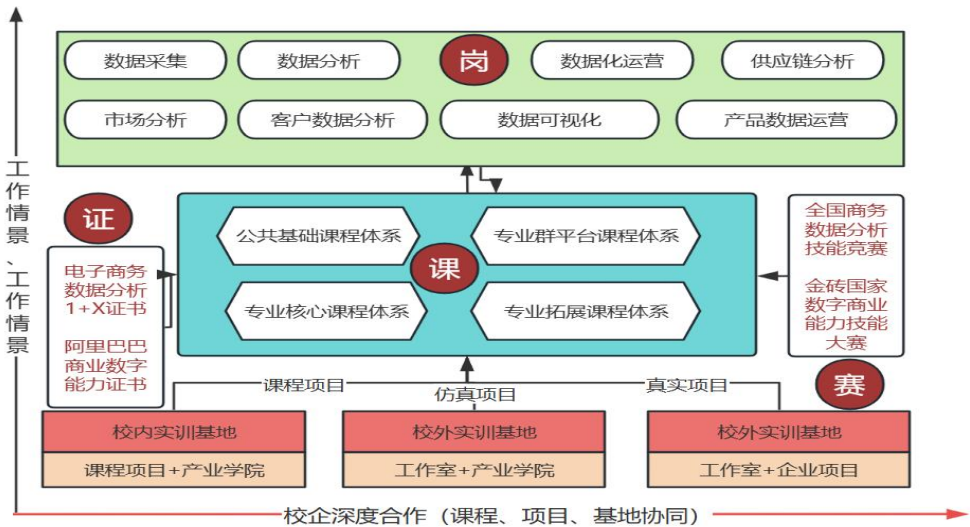 数据采集
数据分析
岗
数据化运营
供应链分析
市场分析
客户数据分析
数据可视化
产品数据运营
工作情景、工作情景
证
电子商务
数据分析
1+X证书
阿里巴巴
商业数字
能力证书
公共基础课程体系
专业群平台课程体系
课
专业核心课程体系
专业拓展课程体系
全国商务
数据分析
技能竞赛
金砖国家
数字商业
能力技能
大赛
赛
课程项目
仿真项目
真实项目
校内实训基地
校外实训基地
校外实训基地
课程项目+产业学院
工作室+产业学院
工作室+企业项目
校企深度合作（课程、项目、基地协同）